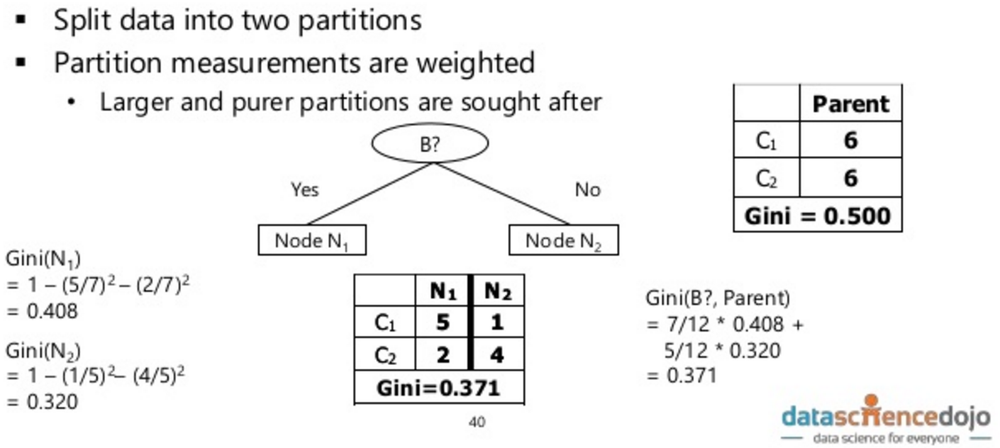 ▪ Split data into two partitions
▪ Partition measurements are weighted
• Larger and purer partitions are sought after
B?
Yes
No
Node N₁
Node N₂
Parent
C₁ 6
C₂ 6
Gini = 0.500
Gini(N₁)
= 1 – (5/7)² – (2/7)²
= 0.408
Gini(N₂)
= 1 – (1/5)² – (4/5)²
= 0.320
N₁ N₂
C₁ 5 1
C₂ 2 4
Gini=0.371
Gini(B?, Parent)
= 7/12 * 0.408 +
5/12 * 0.320
= 0.371
40
datasciencedojo
data science for everyone